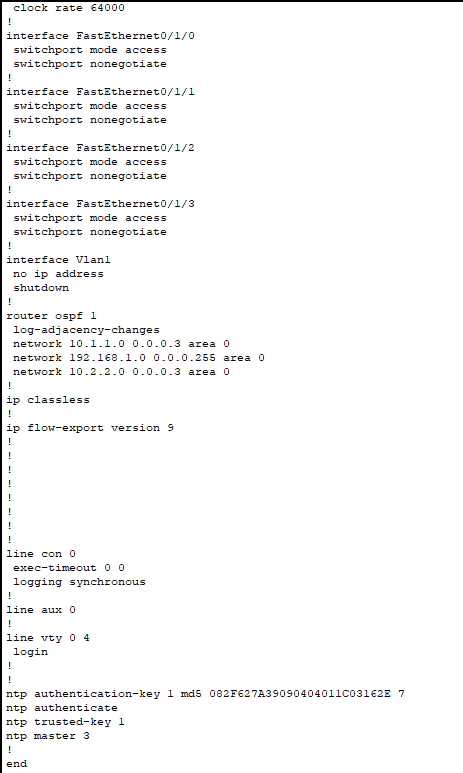 clock rate 64000
!
interface FastEthernet0/1/0
switchport mode access
switchport nonegotiate
!
interface FastEthernet0/1/1
switchport mode access
switchport nonegotiate
!
interface FastEthernet0/1/2
switchport mode access
switchport nonegotiate
!
interface FastEthernet0/1/3
switchport mode access
switchport nonegotiate
!
interface Vlan1
no ip address
shutdown
!
router ospf 1
log-adjacency-changes
network 10.1.1.0 0.0.0.3 area 0
network 192.168.1.0 0.0.0.255 area 0
network 10.2.2.0 0.0.0.3 area 0
!
ip classless
!
ip flow-export version 9
!
!
!
!
!
!
!
!
line con 0
exec-timeout 0 0
logging synchronous
!
line aux 0
!
line vty 0 4
login
!
!
ntp authentication-key 1 md5 082F627A39090404011C03162E 7
ntp authenticate
ntp trusted-key 1
ntp master 3
!
end